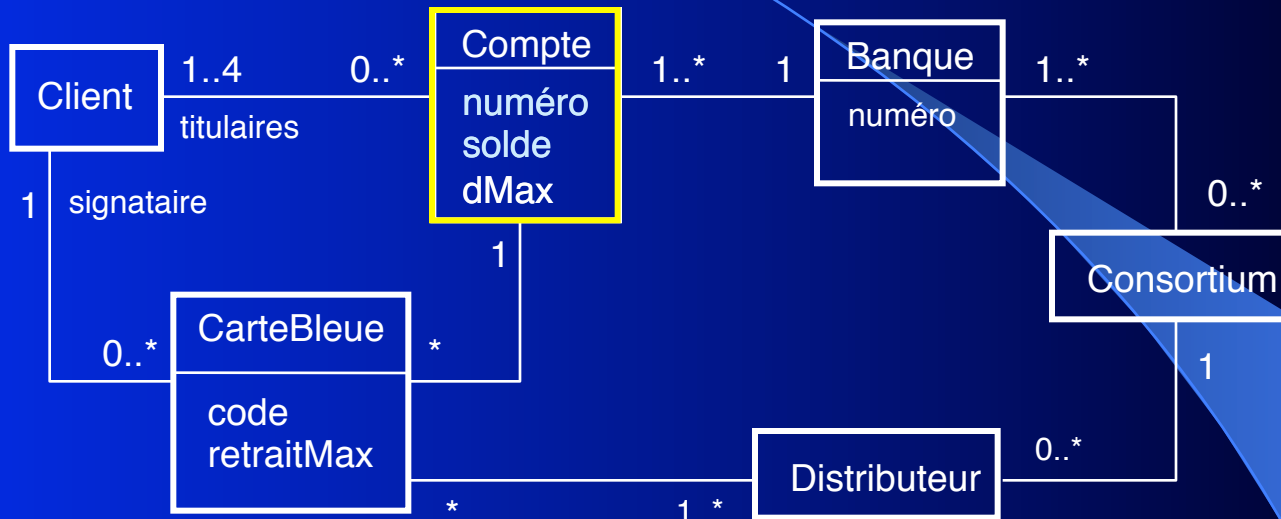 Client
1..4
titulaires
0..*
Compte
numéro
solde
dMax
1..*
1
Banque
numéro
1..*
0..*
Consortium
1
signataire
1
0..*
CarteBleue
code
retraitMax
*
*
1..*
Distributeur
0..*
1